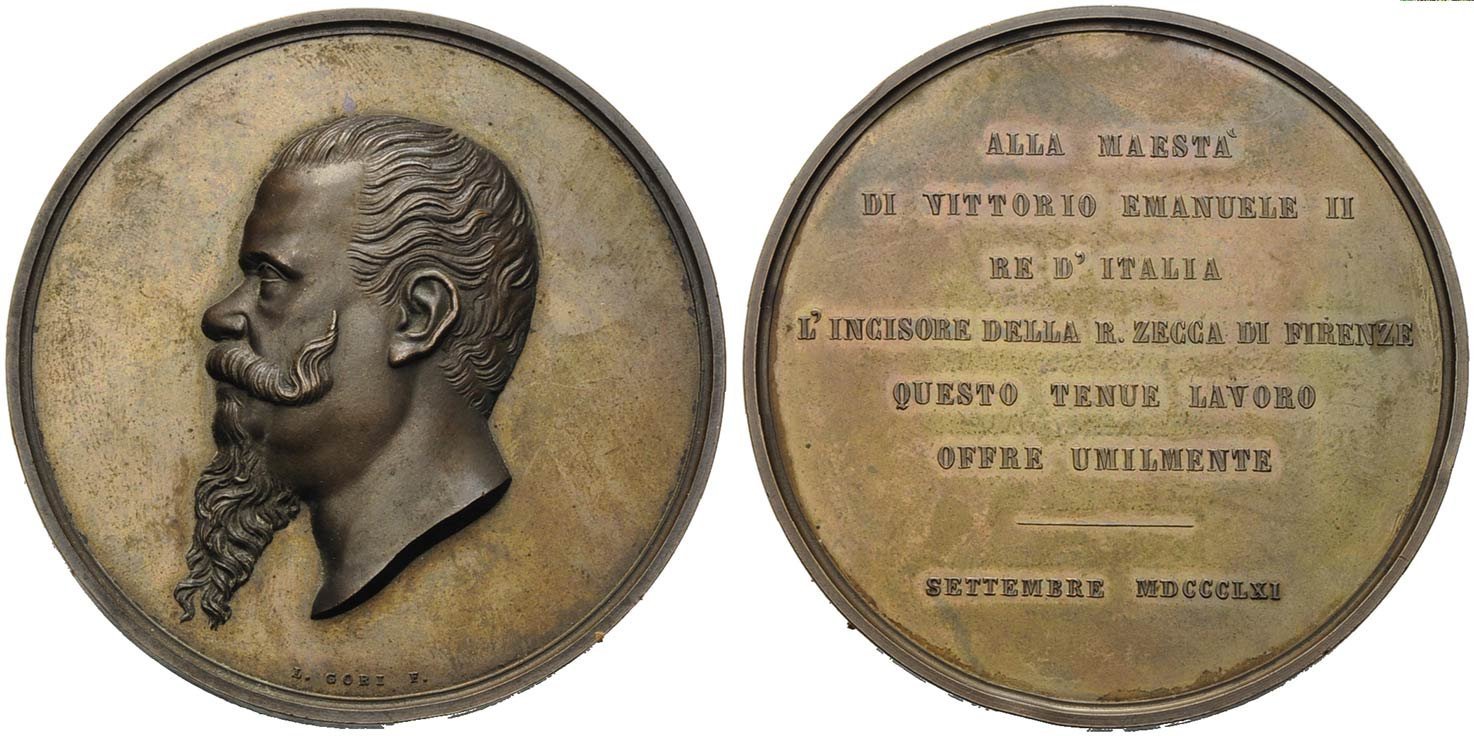 L. GORI F.
ALLA MAESTA'
DI VITTORIO EMANUELE II
RE D' ITALIA
L' INCISORE DELLA R. ZECCA DI FIRENZE
QUESTO TENUE LAVORO
OFFRE UMILMENTE
SETTEMBRE MDCCCLXI